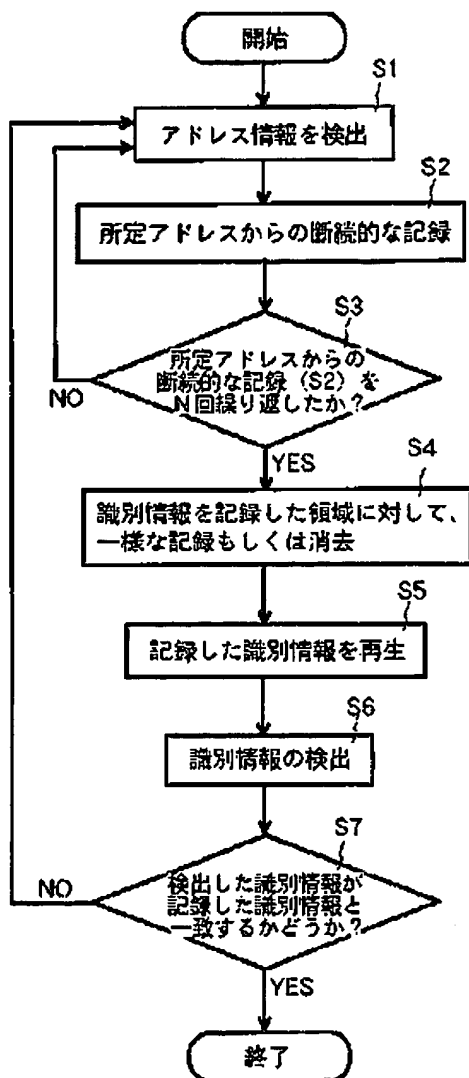 開始
S1
アドレス情報を検出
S2
所定アドレスからの断続的な記録
S3
所定アドレスからの
断続的な記録(S2)を
N回繰り返したか?
NO
YES
S4
識別情報を記録した領域に対して、
一様な記録もしくは消去
S5
記録した識別情報を再生
S6
識別情報の検出
S7
検出した識別情報が
記録した識別情報と
一致するかどうか?
NO
YES
終了